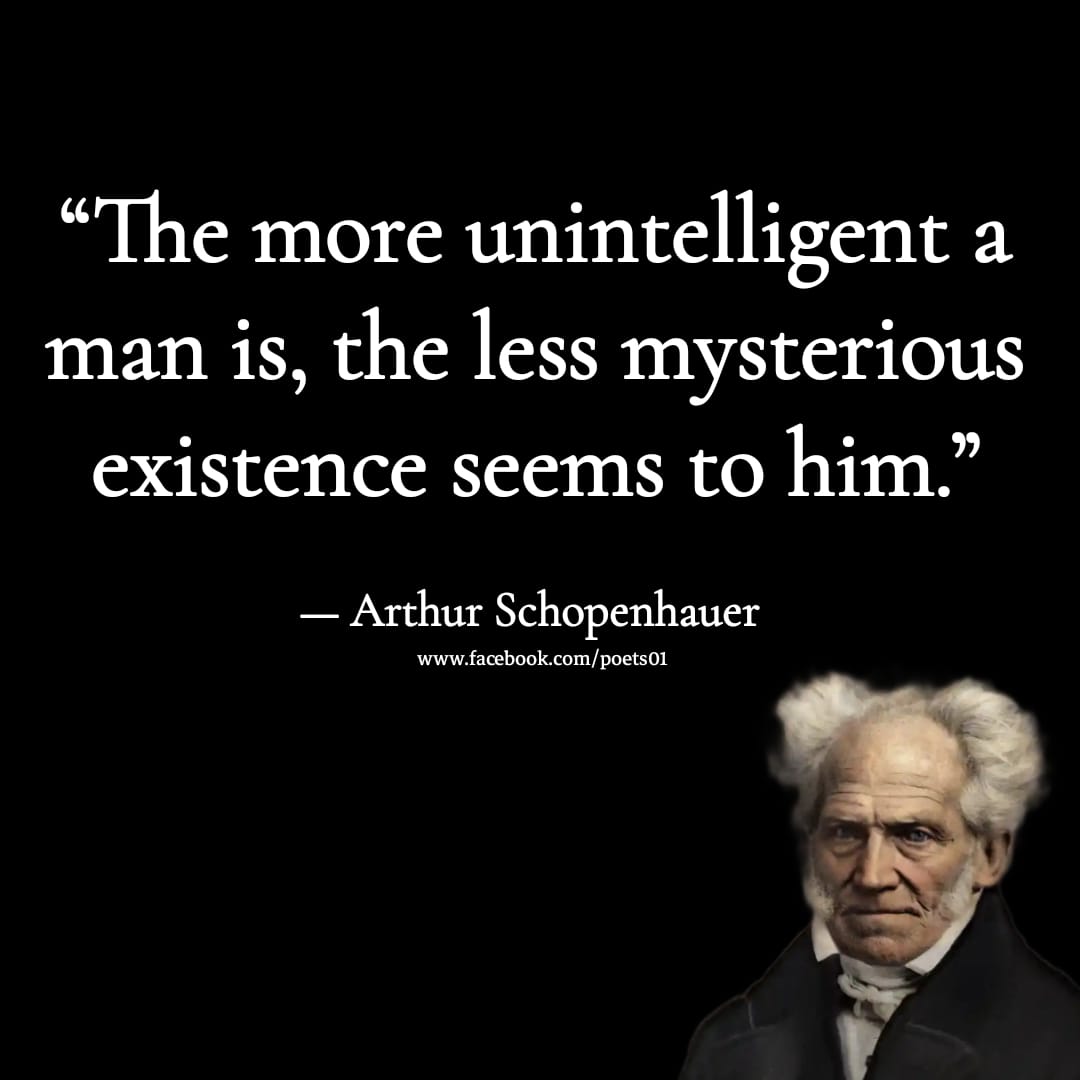 “The more unintelligent a
man is, the less mysterious
existence seems to him.”
— Arthur Schopenhauer
www.facebook.com/poets01